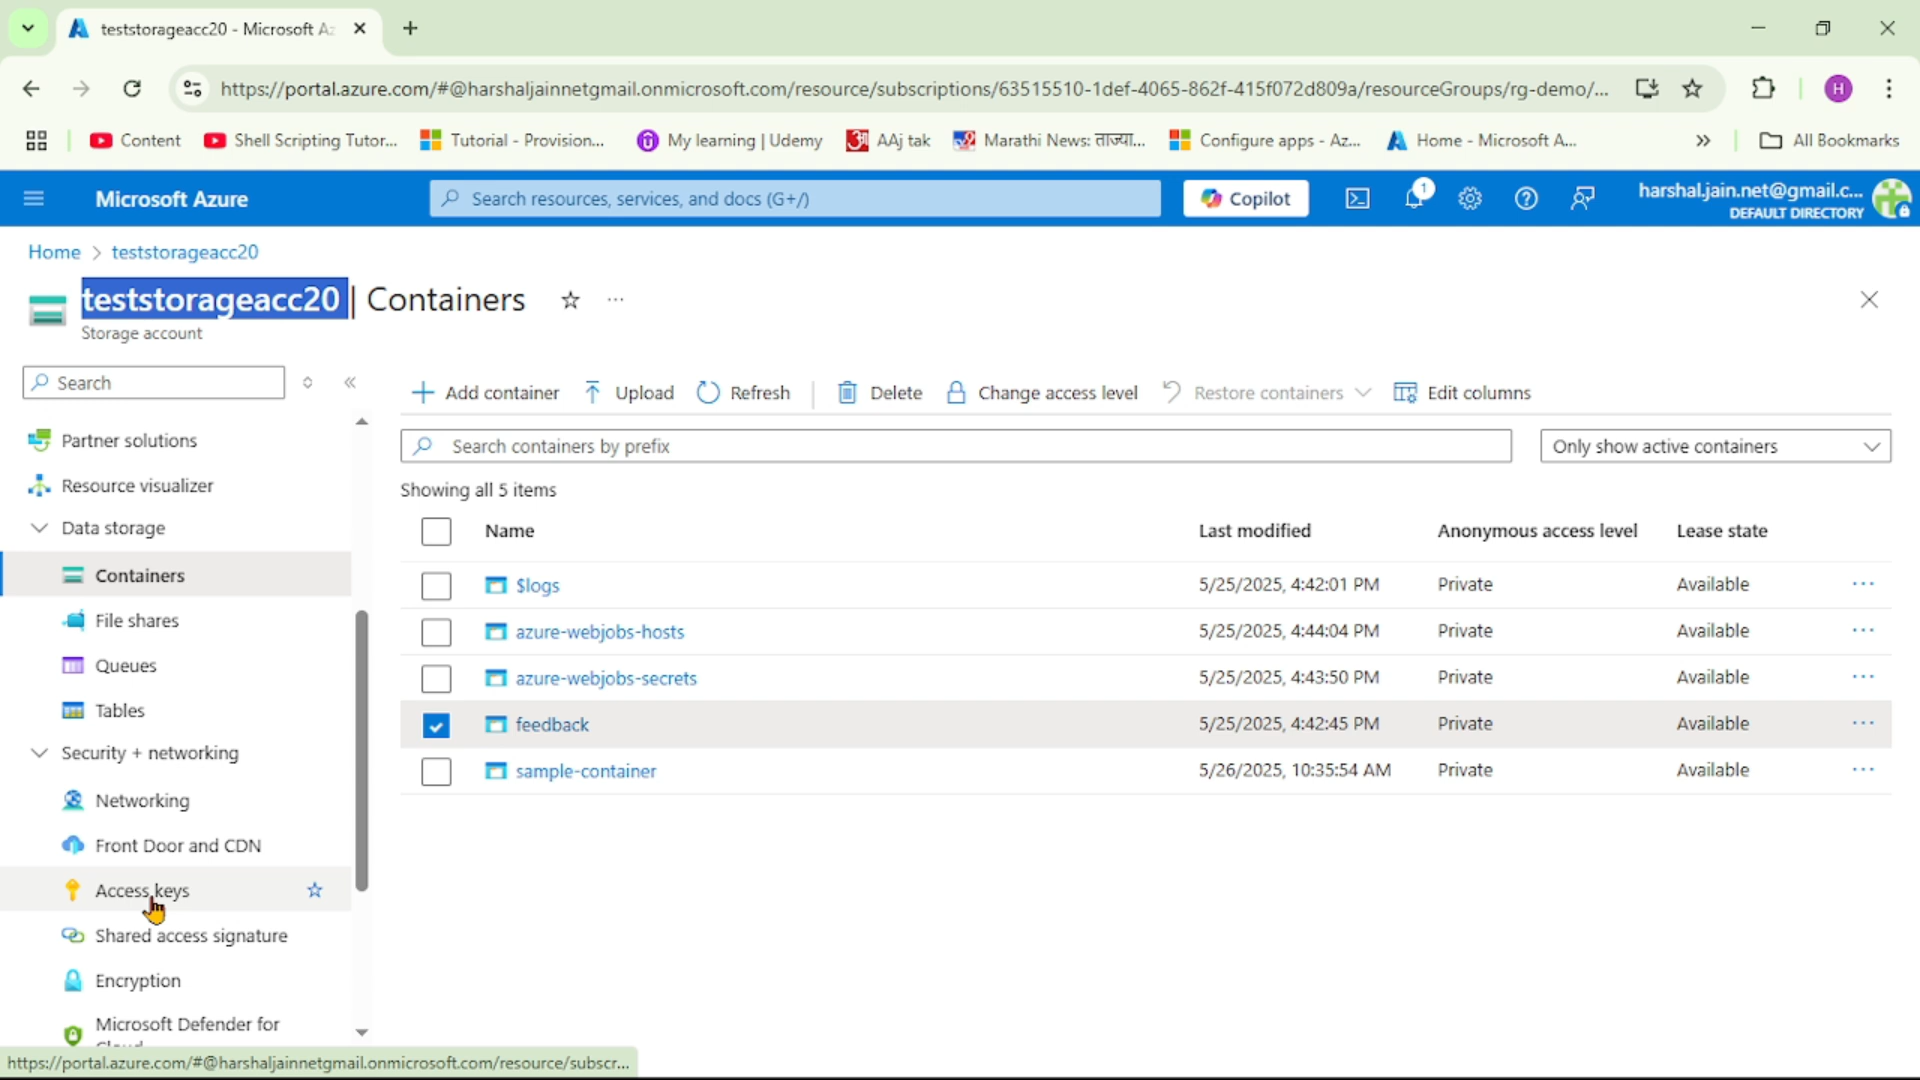 teststorageacc20 - Microsoft Az
https://portal.azure.com/#@harshaljainnetgmail.onmicrosoft.com/resource/subscriptions/63515510-1def-4065-862f-415f072d809a/resourceGroups/rg-demo/...
H
Content
Shell Scripting Tutor...
Tutorial - Provision...
My learning | Udemy
AAj tak
Marathi News: ताज्या...
Configure apps - Az...
Home - Microsoft A...
All Bookmarks
Microsoft Azure
Search resources, services, and docs (G+/)
Copilot
1
harshal.jain.net@gmail.c...
DEFAULT DIRECTORY
Home > teststorageacc20
teststorageacc20 | Containers
Storage account
Search
Partner solutions
Resource visualizer
Data storage
Containers
File shares
Queues
Tables
Security + networking
Networking
Front Door and CDN
Access keys
Shared access signature
Encryption
Microsoft Defender for
Add container
Upload
Refresh
Delete
Change access level
Restore containers
Edit columns
Search containers by prefix
Only show active containers
Showing all 5 items
Name Last modified Anonymous access level Lease state
$logs 5/25/2025, 4:42:01 PM Private Available
azure-webjobs-hosts 5/25/2025, 4:44:04 PM Private Available
azure-webjobs-secrets 5/25/2025, 4:43:50 PM Private Available
feedback 5/25/2025, 4:42:45 PM Private Available
sample-container 5/26/2025, 10:35:54 AM Private Available
https://portal.azure.com/#@harshaljainnetgmail.onmicrosoft.com/resource/subscr...